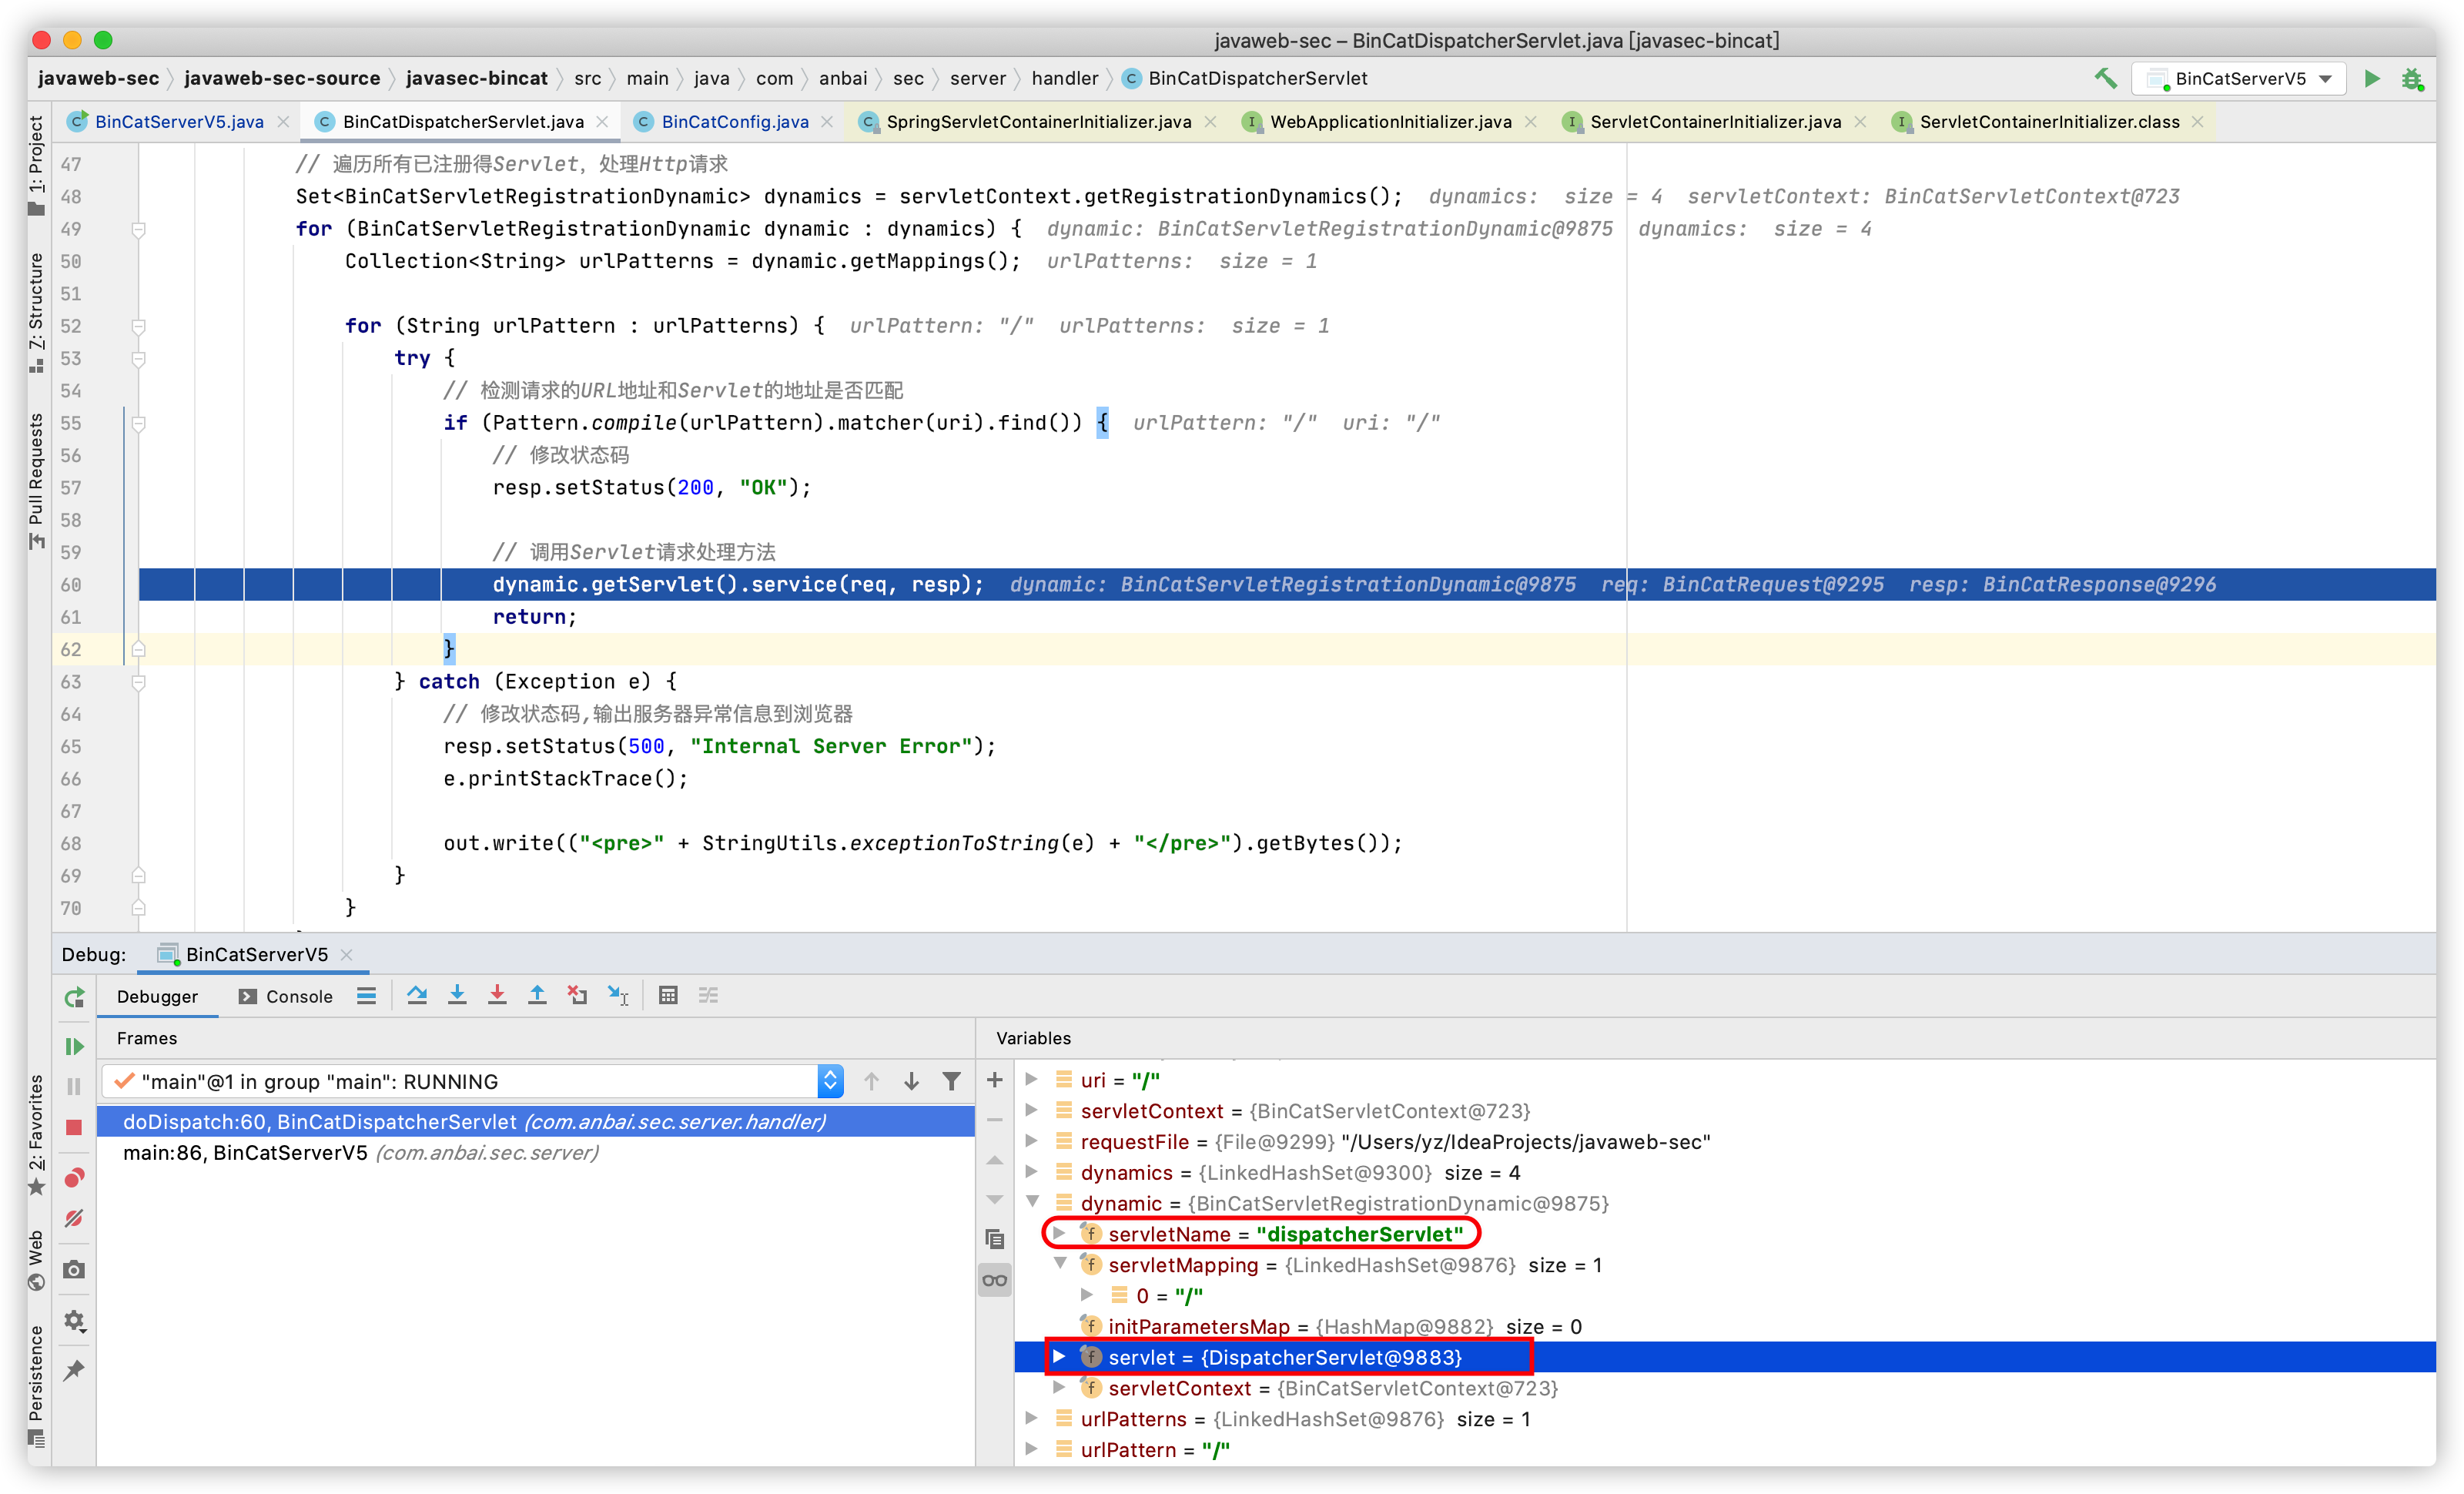 javaweb-sec – BinCatDispatcherServlet.java [javasec-bincat]
javaweb-sec javaweb-sec-source javasec-bincat src main java com anbai sec server handler BinCatDispatcherServlet BinCatServerV5
BinCatServerV5.java BinCatDispatcherServlet.java BinCatConfig.java SpringServletContainerInitializer.java WebApplicationInitializer.java ServletContainerInitializer.java ServletContainerInitializer.class
1: Project
7: Structure
Pull Requests
2: Favorites
Web
Persistence
47 // 遍历所有已注册得Servlet，处理Http请求
48 Set<BinCatServletRegistrationDynamic> dynamics = servletContext.getRegistrationDynamics(); dynamics: size = 4 servletContext: BinCatServletContext@723
49 for (BinCatServletRegistrationDynamic dynamic : dynamics) { dynamic: BinCatServletRegistrationDynamic@9875 dynamics: size = 4
50 Collection<String> urlPatterns = dynamic.getMappings(); urlPatterns: size = 1
51
52 for (String urlPattern : urlPatterns) { urlPattern: "/" urlPatterns: size = 1
53 try {
54 // 检测请求的URL地址和Servlet的地址是否匹配
55 if (Pattern.compile(urlPattern).matcher(uri).find()) { urlPattern: "/" uri: "/"
56 // 修改状态码
57 resp.setStatus(200, "OK");
58
59 // 调用Servlet请求处理方法
60 dynamic.getServlet().service(req, resp); dynamic: BinCatServletRegistrationDynamic@9875 req: BinCatRequest@9295 resp: BinCatResponse@9296
61 return;
62 }
63 } catch (Exception e) {
64 // 修改状态码,输出服务器异常信息到浏览器
65 resp.setStatus(500, "Internal Server Error");
66 e.printStackTrace();
67
68 out.write(("<pre>" + StringUtils.exceptionToString(e) + "</pre>").getBytes());
69 }
70 }
Debug: BinCatServerV5
Debugger Console
Frames
"main"@1 in group "main": RUNNING
doDispatch:60, BinCatDispatcherServlet (com.anbai.sec.server.handler)
main:86, BinCatServerV5 (com.anbai.sec.server)
Variables
uri = "/"
servletContext = {BinCatServletContext@723}
requestFile = {File@9299} "/Users/yz/IdeaProjects/javaweb-sec"
dynamics = {LinkedHashSet@9300} size = 4
dynamic = {BinCatServletRegistrationDynamic@9875}
servletName = "dispatcherServlet"
servletMapping = {LinkedHashSet@9876} size = 1
0 = "/"
initParametersMap = {HashMap@9882} size = 0
servlet = {DispatcherServlet@9883}
servletContext = {BinCatServletContext@723}
urlPatterns = {LinkedHashSet@9876} size = 1
urlPattern = "/"